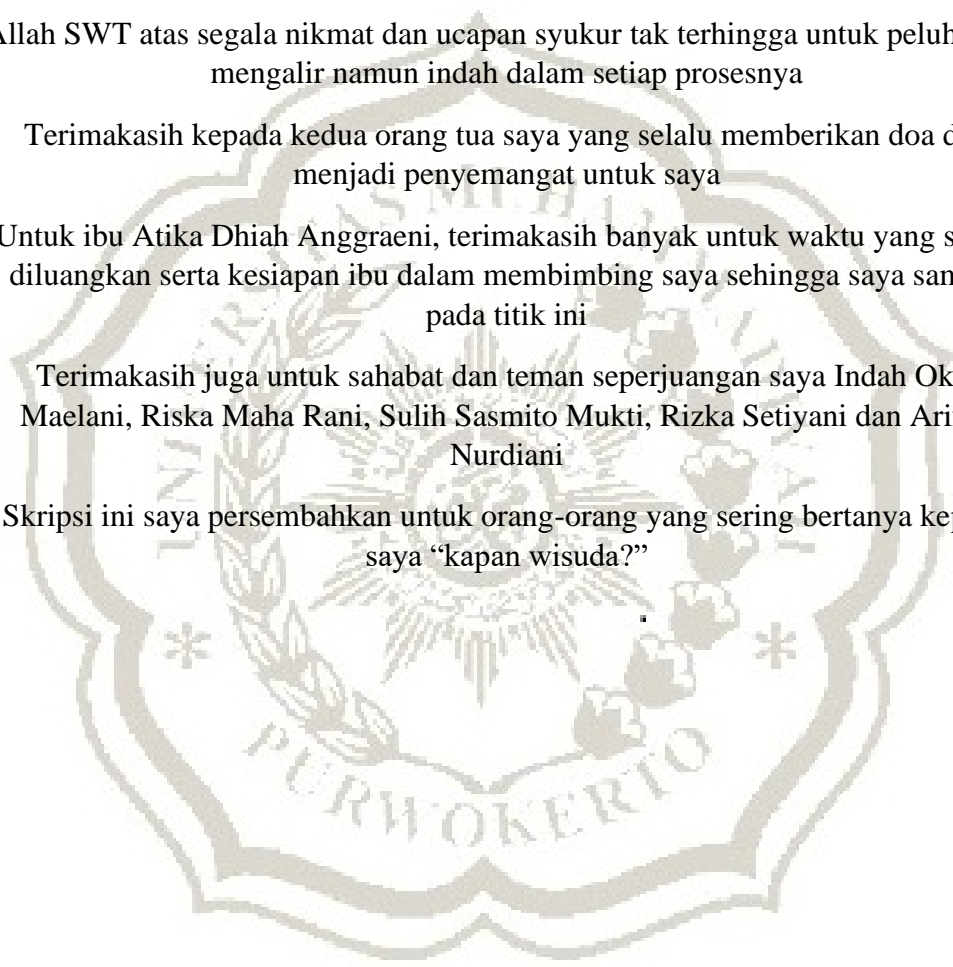 Allah SWT atas segala nikmat dan ucapan syukur tak terhingga untuk peluh
mengalir namun indah dalam setiap prosesnya
Terimakasih kepada kedua orang tua saya yang selalu memberikan doa
menjadi penyemangat untuk saya
Untuk ibu Atika Dhiah Anggraeni, terimakasih banyak untuk waktu yang
diluangkan serta kesiapan ibu dalam membimbing saya sehingga saya
pada titik ini
Terimakasih juga untuk sahabat dan teman seperjuangan saya Indah
Maelani, Riska Maha Rani, Sulih Sasmito Mukti, Rizka Setiyani dan
Nurdiani
Skripsi ini saya persembahkan untuk orang-orang yang sering bertanya
saya “kapan wisuda?”
PURWOKERTO